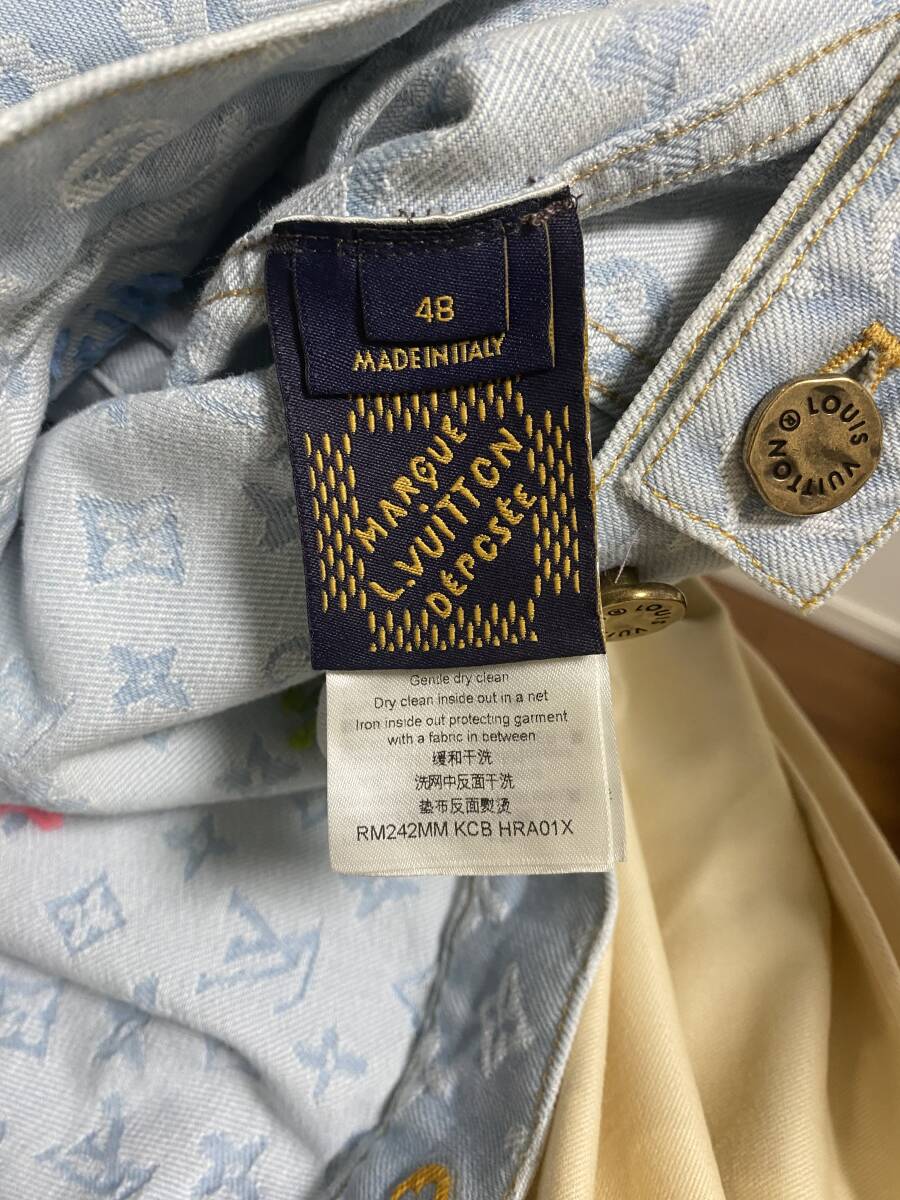 48
MADE IN ITALY
MARQUE
L.VUITTON
DÉPOSÉE
LOUIS VUITTON ®
LOUIS
Gentle dry clean
Dry clean inside out in a net
Iron inside out protecting garment
with a fabric in between
缓和干洗
洗网中反面干洗
垫布反面熨烫
RM242MM KCB HRA01X